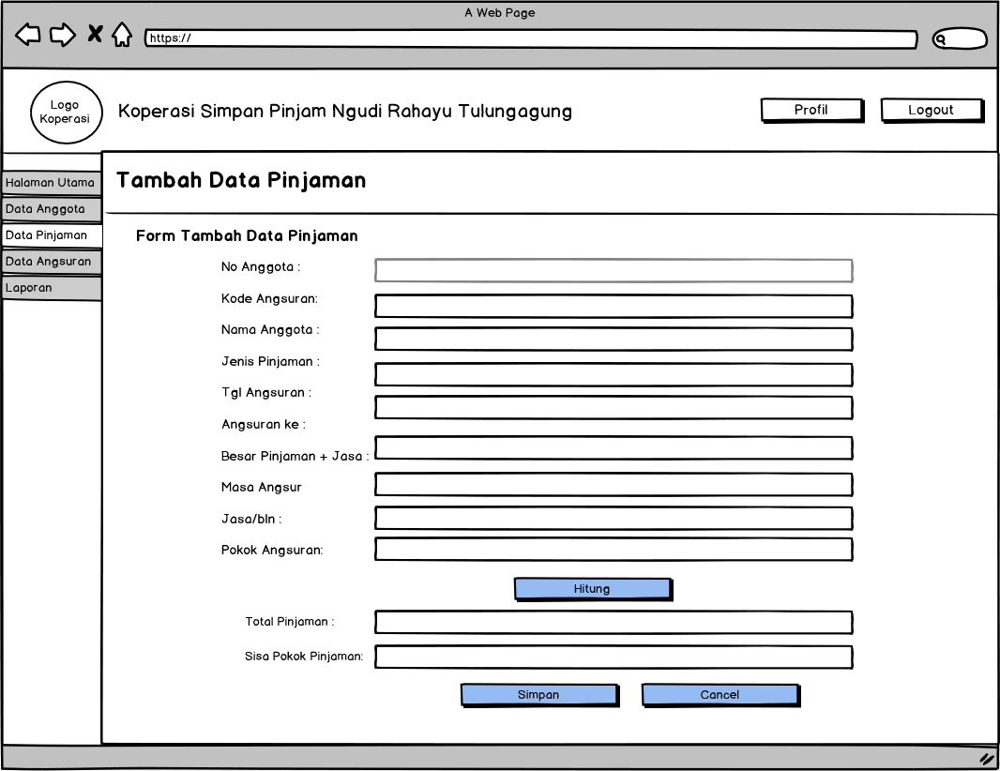 A Web Page
https://
Logo
Koperasi
Koperasi Simpan Pinjam Ngudi Rahayu Tulungagung
Profil
Logout
Halaman Utama
Data Anggota
Data Pinjaman
Data Angsuran
Laporan
Tambah Data Pinjaman
Form Tambah Data Pinjaman
No Anggota :
Kode Angsuran:
Nama Anggota :
Jenis Pinjaman :
Tgl Angsuran :
Angsuran ke :
Besar Pinjaman + Jasa :
Masa Angsur
Jasa/bln :
Pokok Angsuran:
Hitung
Total Pinjaman :
Sisa Pokok Pinjaman:
Simpan
Cancel